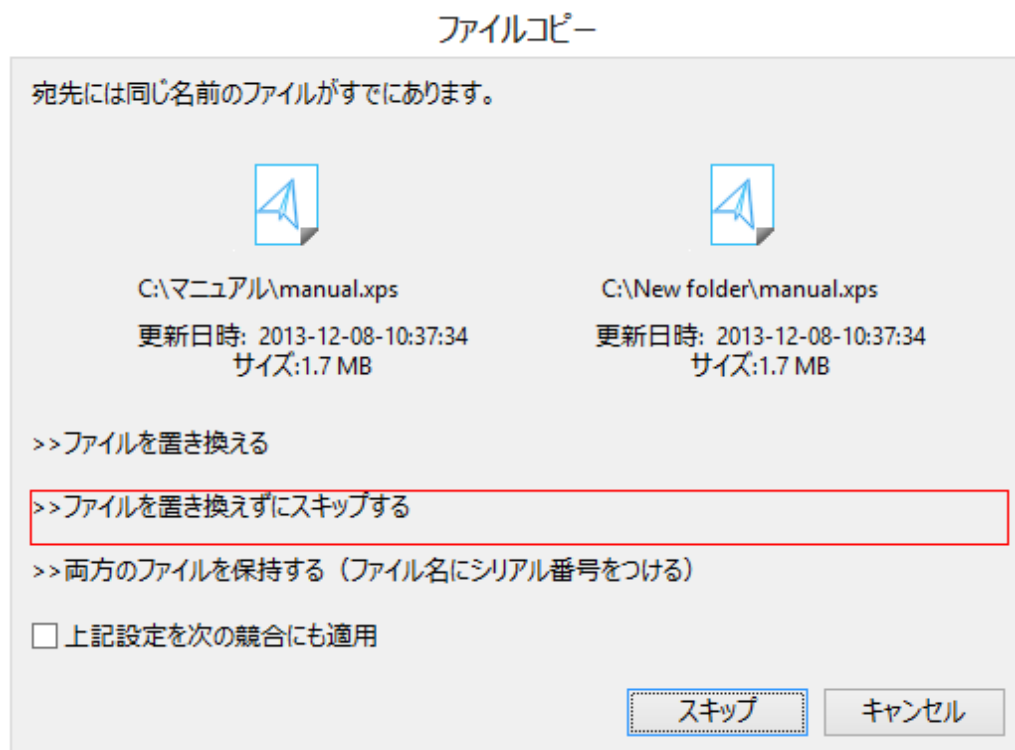 ファイルコピー
宛先には同じ名前のファイルがすでにあります。
C:\マニュアル\manual.xps
C:\New folder\manual.xps
更新日時: 2013-12-08-10:37:34
更新日時: 2013-12-08-10:37:34
サイズ:1.7 MB
サイズ:1.7 MB
>>ファイルを置き換える
>>ファイルを置き換えずにスキップする
>>両方のファイルを保持する（ファイル名にシリアル番号をつける）
上記設定を次の競合にも適用
スキップ
キャンセル